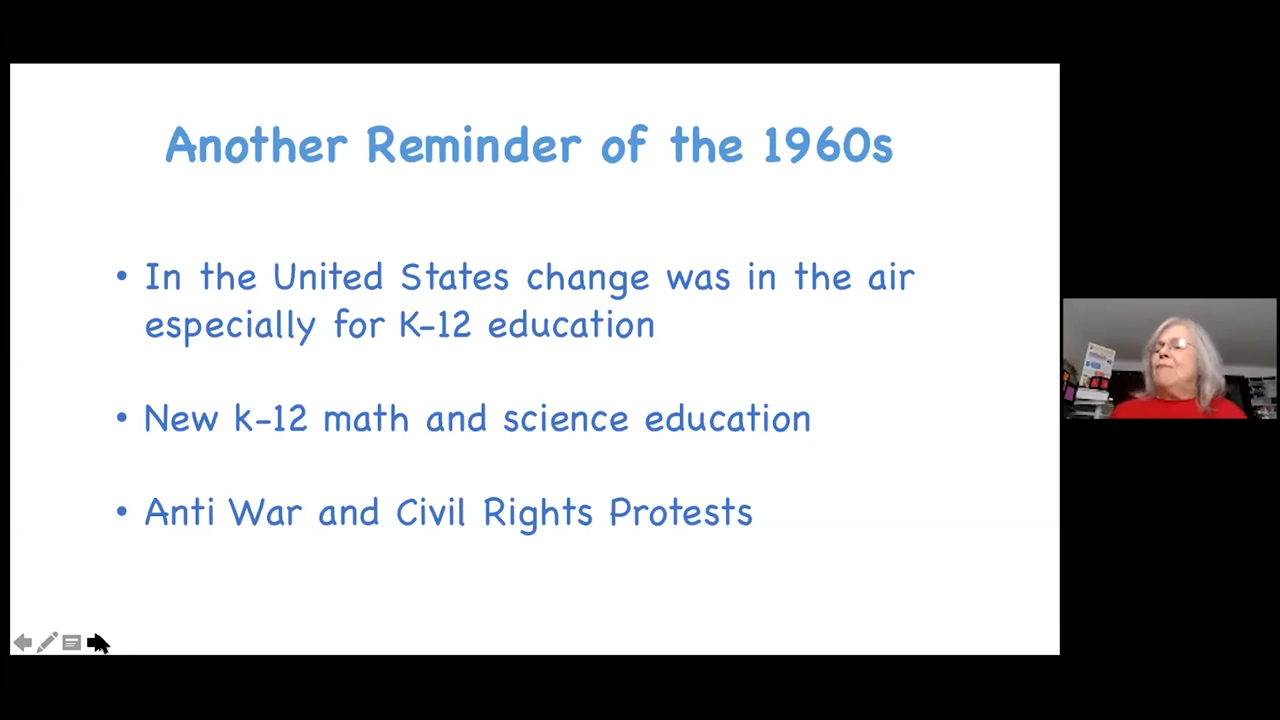 Another Reminder of the 1960s
• In the United States change was in the air
especially for K-12 education
• New k-12 math and science education
• Anti War and Civil Rights Protests